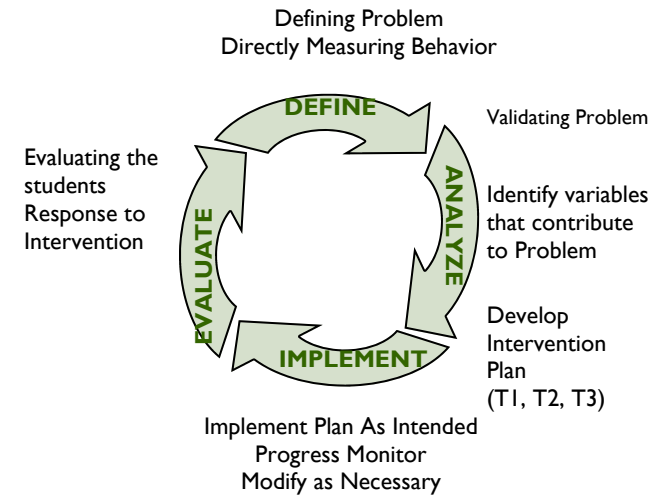 Defining Problem
Directly Measuring Behavior
DEFINE
Validating Problem
ANALYZE
Identify variables
that contribute
to Problem
Develop
Intervention
Plan
(T1, T2, T3)
IMPLEMENT
Implement Plan As Intended
Progress Monitor
Modify as Necessary
EVALUATE
Evaluating the
students
Response to
Intervention